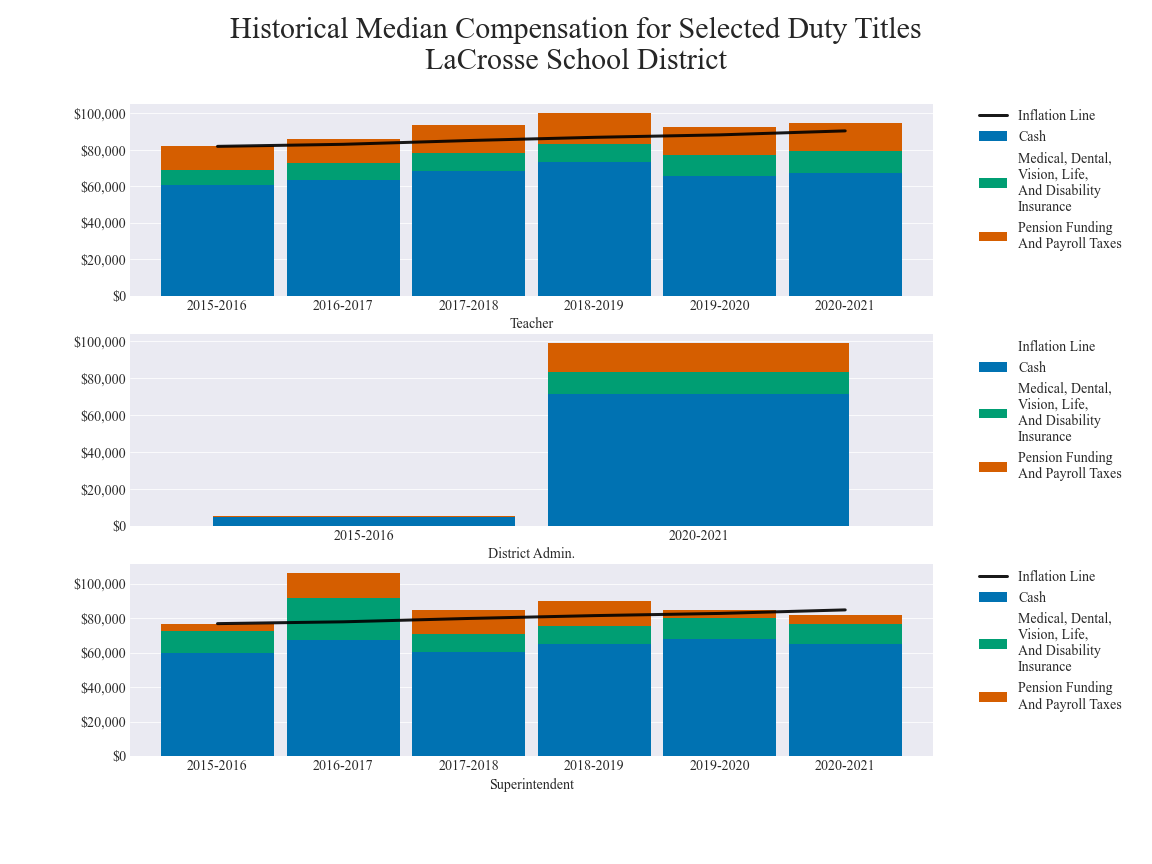 Historical Median Compensation for Selected Duty Titles
LaCrosse School District
$100,000
$80,000
$60,000
$40,000
$20,000
$0
2015-2016 2016-2017 2017-2018 2018-2019 2019-2020 2020-2021
Teacher
Inflation Line
Cash
Medical, Dental,
Vision, Life,
And Disability
Insurance
Pension Funding
And Payroll Taxes
$100,000
$80,000
$60,000
$40,000
$20,000
$0
2015-2016 2020-2021
District Admin.
Inflation Line
Cash
Medical, Dental,
Vision, Life,
And Disability
Insurance
Pension Funding
And Payroll Taxes
$100,000
$80,000
$60,000
$40,000
$20,000
$0
2015-2016 2016-2017 2017-2018 2018-2019 2019-2020 2020-2021
Superintendent
Inflation Line
Cash
Medical, Dental,
Vision, Life,
And Disability
Insurance
Pension Funding
And Payroll Taxes